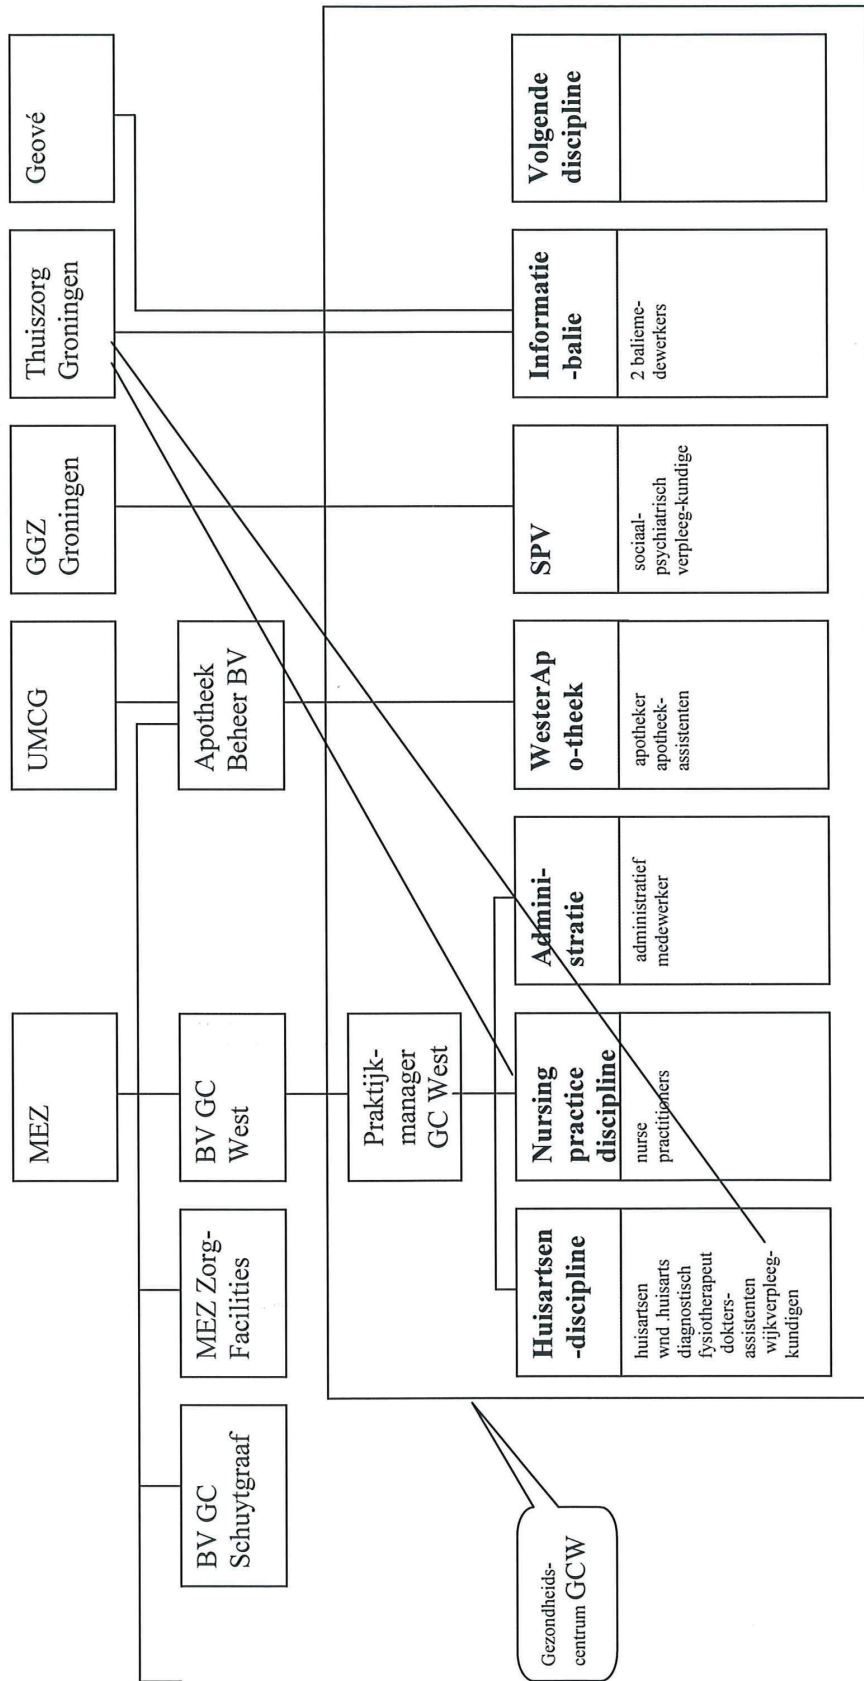 MEZ
UMCG
GGZ
Groningen
Thuiszorg
Groningen
Geové
BV GC
Schuytgraaf
MEZ Zorg-
Facilities
BV GC
West
Apotheek
Beheer BV
Praktijk-
manager
GC West
Gezondheids-
centrum GCW
Huisartsen
-discipline
huisartsen
wnd .huisarts
diagnostisch
fysiotherapeut
dokters-
assistenten
wijkverpleeg-
kundigen
Nursing
practice
discipline
nurse
practitioners
Admini-
stratie
administratief
medewerker
WesterAp
o-theek
apotheker
apotheek-
assistenten
SPV
sociaal-
psychiatrisch
verpleeg-kundige
Informatie
-balie
2 balieme-
dewerkers
Volgende
discipline